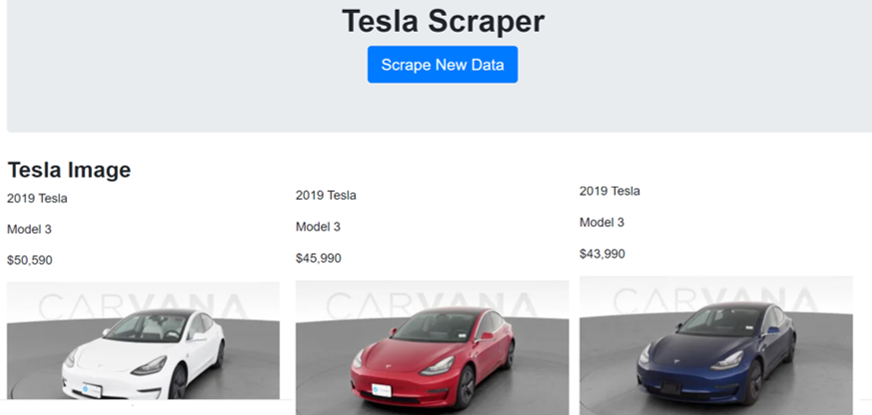 Tesla Scraper
Scrape New Data
Tesla Image
2019 Tesla
Model 3
$50,590
CARVANA
2019 Tesla
Model 3
$45,990
CARVANA
2019 Tesla
Model 3
$43,990
CARVANA